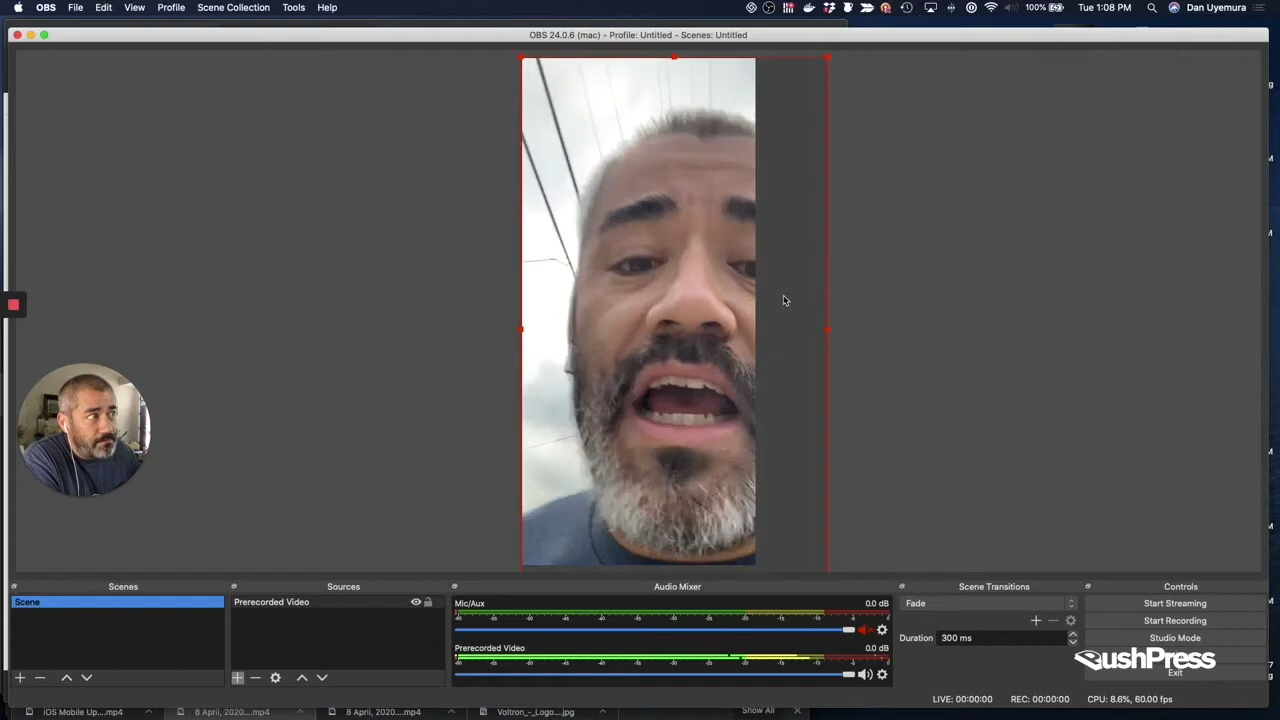 OBS File Edit View Profile Scene Collection Tools Help 100% Tue 1:08 PM Dan Uyemura
OBS 24.0.6 (mac) - Profile: Untitled - Scenes: Untitled
Scenes Sources Audio Mixer Scene Transitions Controls
Scene
Prerecorded Video
Mic/Aux 0.0 dB
Prerecorded Video 0.0 dB
Fade
Duration 300 ms
Start Streaming
Start Recording
Studio Mode
PushPress
Exit
LIVE: 00:00:00 REC: 00:00:00 CPU: 8.6%, 60.00 fps
iOS Mobile Up....mp4 8 April, 2020....mp4 8 April, 2020....mp4 Voltron_-_Logo....jpg Show All